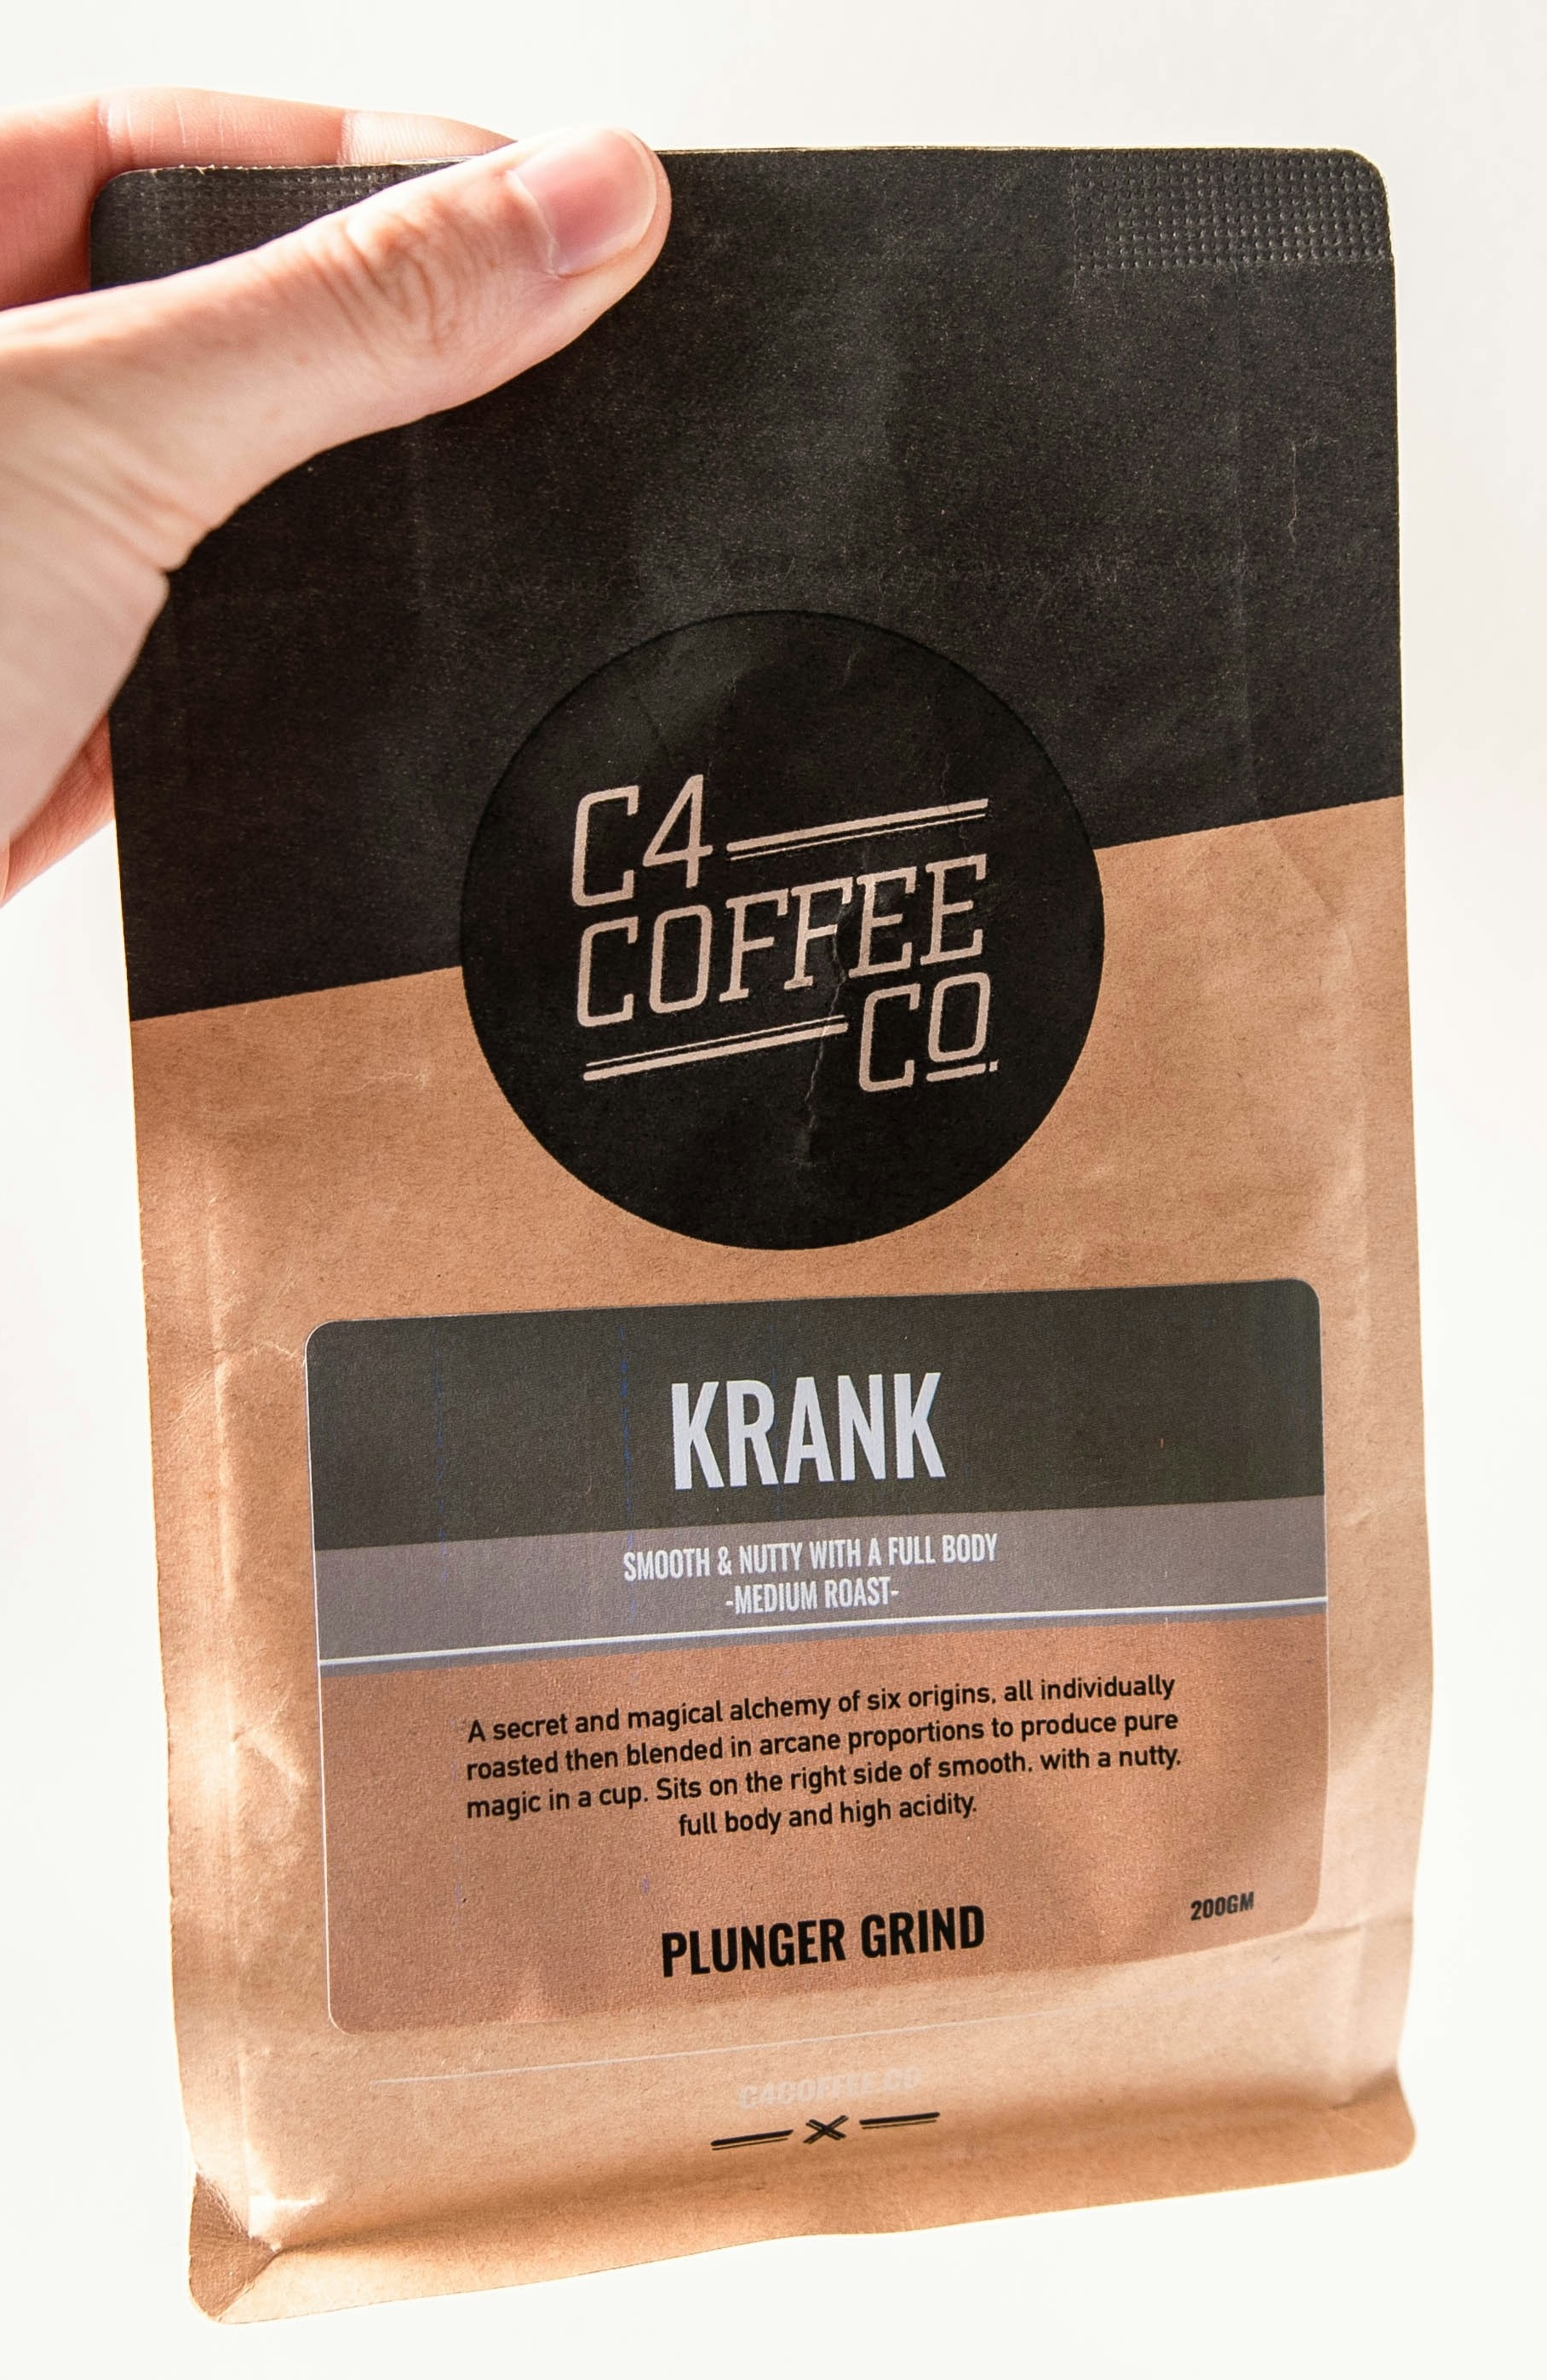 C4
COFFEE
CO.
KRANK
SMOOTH & NUTTY WITH A FULL BODY
-MEDIUM ROAST-
A secret and magical alchemy of six origins, all individually
roasted then blended in arcane proportions to produce pure
magic in a cup. Sits on the right side of smooth, with a nutty,
full body and high acidity.
PLUNGER GRIND
200GM
C4COFFEE.CO